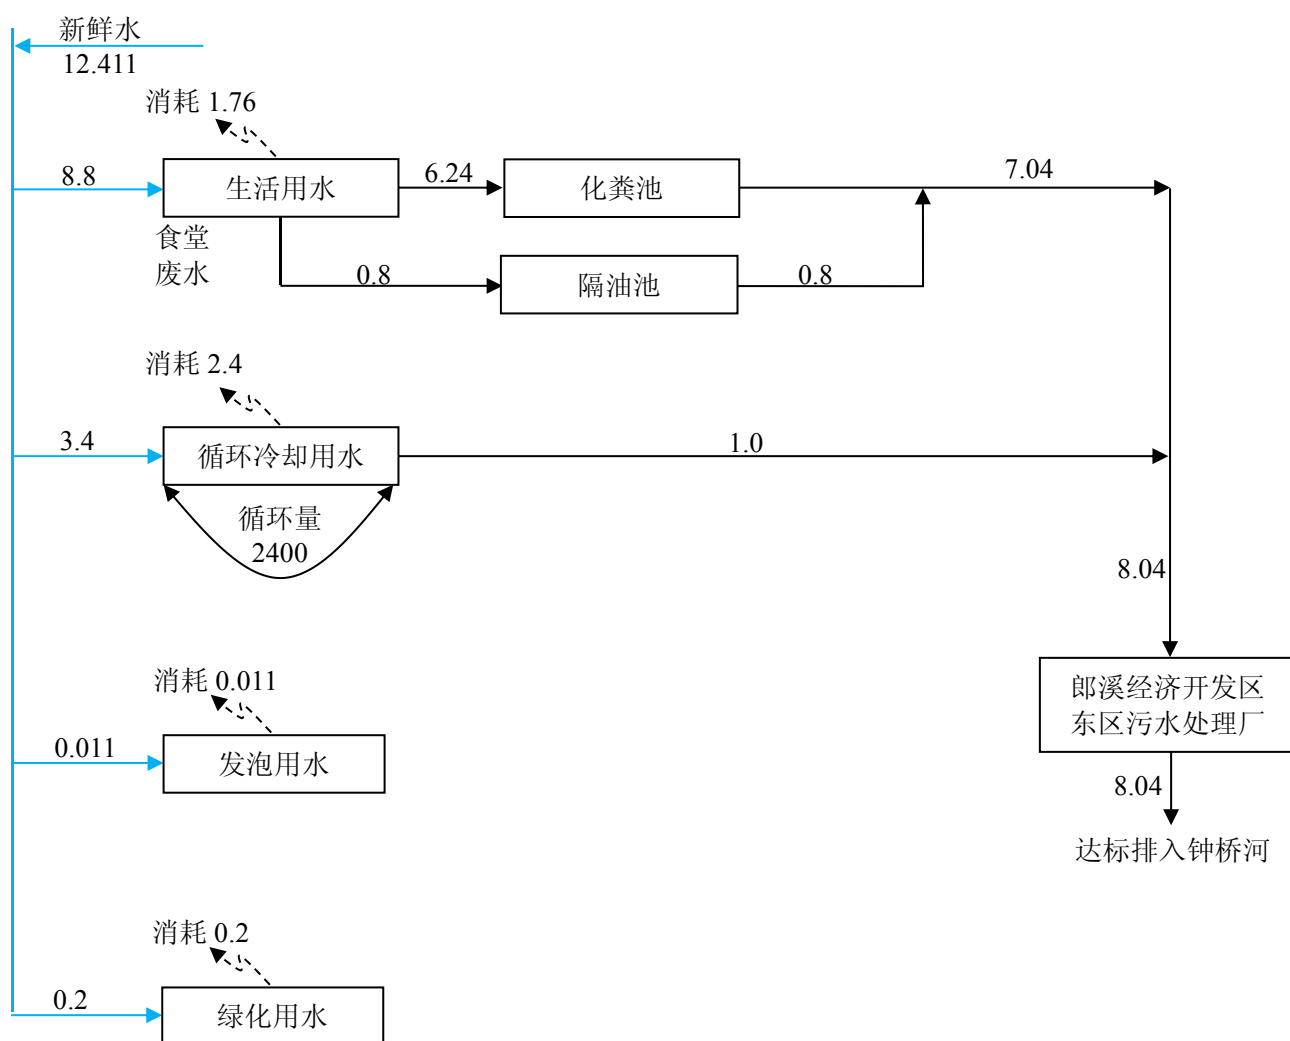 新鲜水
12.411
消耗 1.76
8.8
生活用水
6.24
化粪池
7.04
食堂
废水
0.8
隔油池
0.8
消耗 2.4
3.4
循环冷却用水
1.0
循环量
2400
8.04
消耗 0.011
0.011
发泡用水
郎溪经济开发区
东区污水处理厂
8.04
达标排入钟桥河
消耗 0.2
0.2
绿化用水